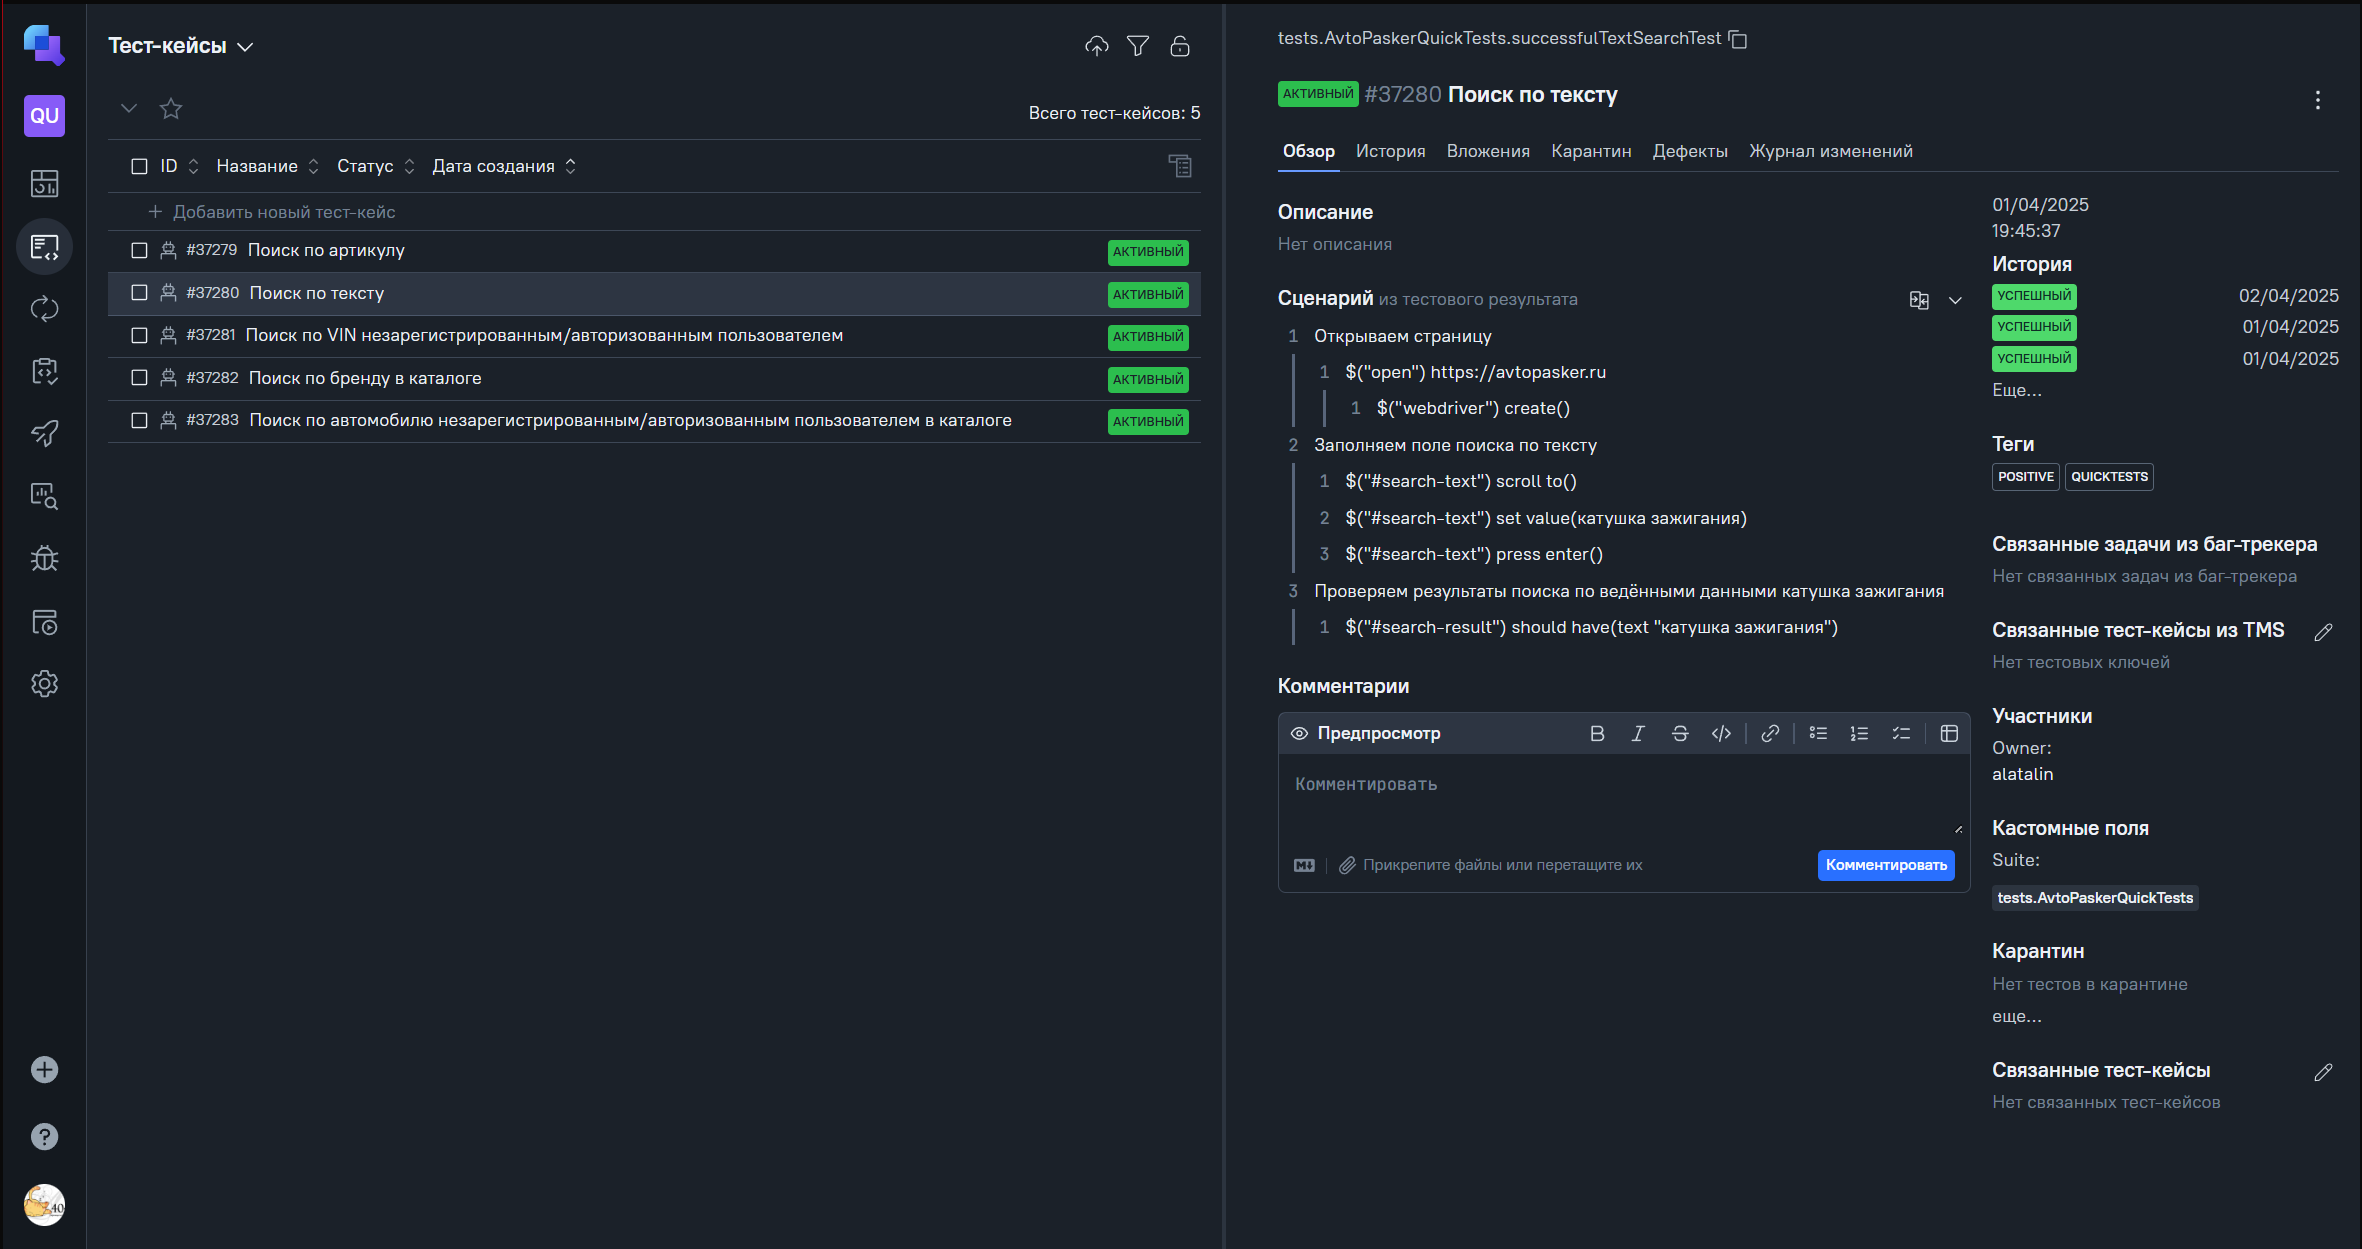 Тест-кейсы
QU
Всего тест-кейсов: 5
ID Название Статус Дата создания
Добавить новый тест-кейс
#37279 Поиск по артикулу АКТИВНЫЙ
#37280 Поиск по тексту АКТИВНЫЙ
#37281 Поиск по VIN незарегистрированным/авторизованным пользователем АКТИВНЫЙ
#37282 Поиск по бренду в каталоге АКТИВНЫЙ
#37283 Поиск по автомобилю незарегистрированным/авторизованным пользователем в каталоге АКТИВНЫЙ
40
tests.AvtoPaskerQuickTests.successfulTextSearchTest
АКТИВНЫЙ #37280 Поиск по тексту
Обзор История Вложения Карантин Дефекты Журнал изменений
Описание
Нет описания
Сценарий из тестового результата
1 Открываем страницу
1 $("open") https://avtopasker.ru
1 $("webdriver") create()
2 Заполняем поле поиска по тексту
1 $("#search-text") scroll to()
2 $("#search-text") set value(катушка зажигания)
3 $("#search-text") press enter()
3 Проверяем результаты поиска по ведёнными данными катушка зажигания
1 $("#search-result") should have(text "катушка зажигания")
Комментарии
Предпросмотр
Комментировать
Прикрепите файлы или перетащите их
Комментировать
01/04/2025
19:45:37
История
УСПЕШНЫЙ 02/04/2025
УСПЕШНЫЙ 01/04/2025
УСПЕШНЫЙ 01/04/2025
Еще...
Теги
POSITIVE QUICKTESTS
Связанные задачи из баг-трекера
Нет связанных задач из баг-трекера
Связанные тест-кейсы из TMS
Нет тестовых ключей
Участники
Owner:
alatalin
Кастомные поля
Suite:
tests.AvtoPaskerQuickTests
Карантин
Нет тестов в карантине
еще...
Связанные тест-кейсы
Нет связанных тест-кейсов